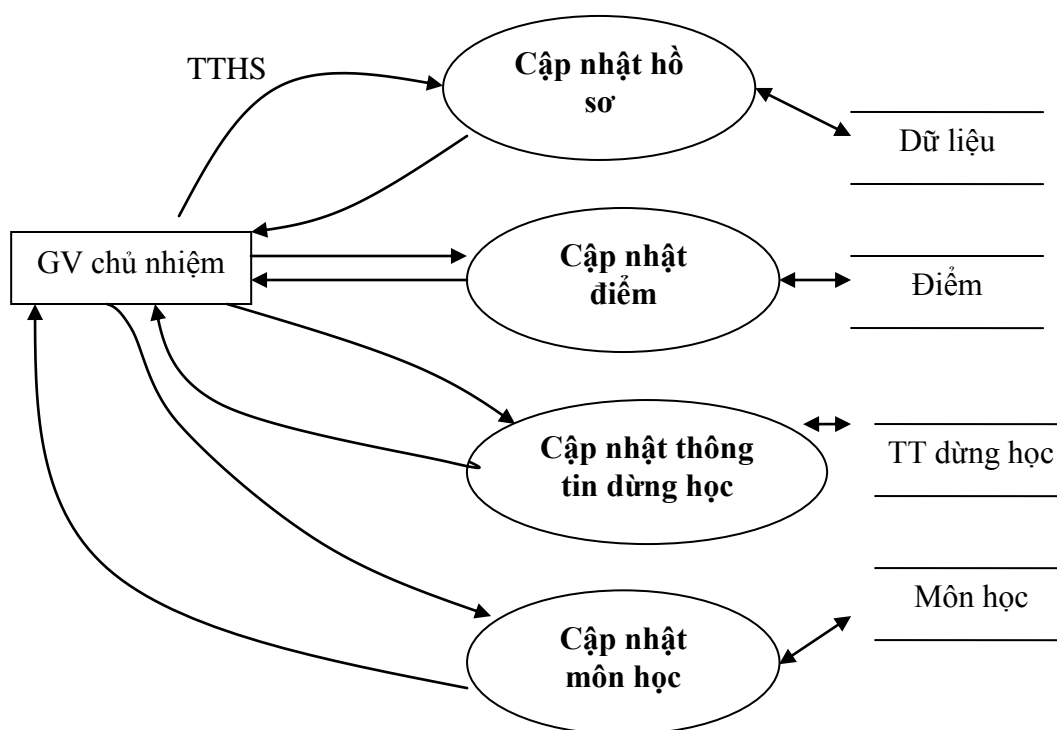 TTHS
Cập nhật hồ
sơ
Dữ liệu
GV chủ nhiệm
Cập nhật
điểm
Điểm
Cập nhật thông
tin dừng học
TT dừng học
Môn học
Cập nhật
môn học